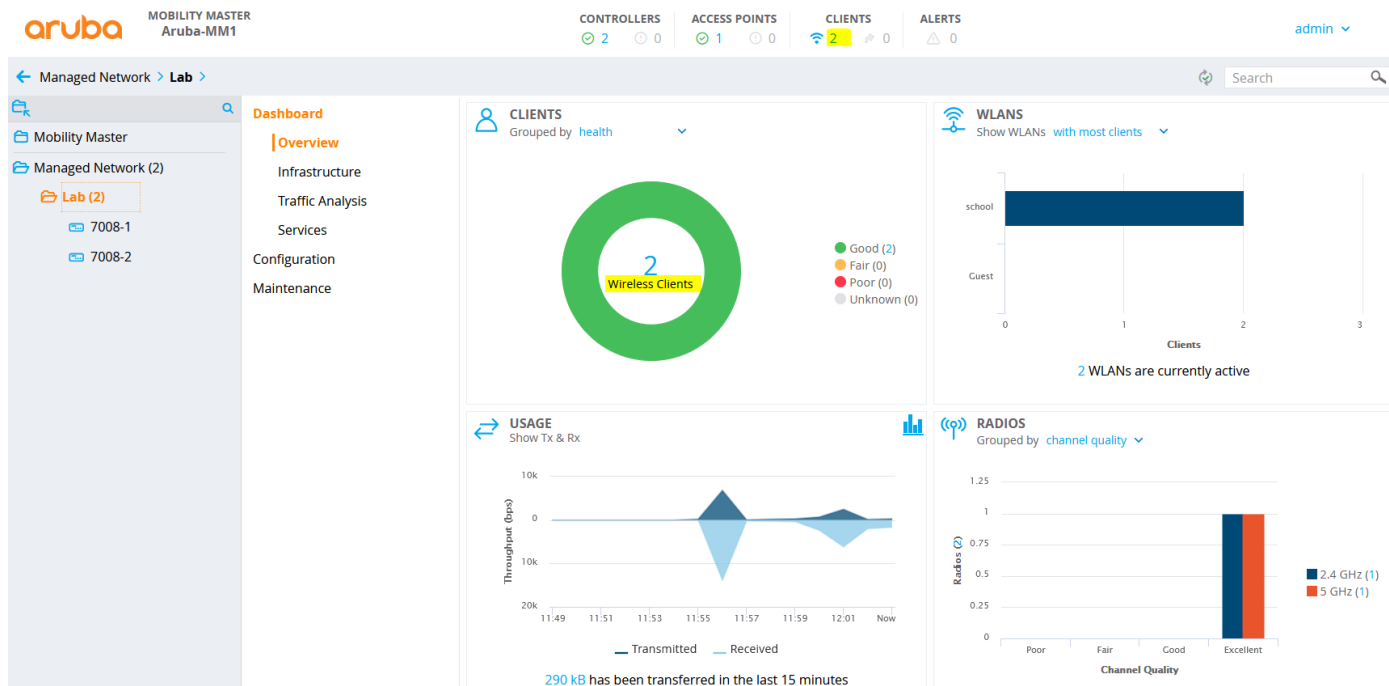 aruba
MOBILITY MASTER
Aruba-MM1
CONTROLLERS
2 0
ACCESS POINTS
1 0
CLIENTS
2 0
ALERTS
0
admin
Managed Network > Lab >
Search
Mobility Master
Managed Network (2)
Lab (2)
7008-1
7008-2
Dashboard
Overview
Infrastructure
Traffic Analysis
Services
Configuration
Maintenance
CLIENTS
Grouped by health
2
Wireless Clients
Good (2)
Fair (0)
Poor (0)
Unknown (0)
WLANS
Show WLANs with most clients
school
Guest
0 1 2 3
Clients
2 WLANs are currently active
USAGE
Show Tx & Rx
Throughput (bps)
10k
0
10k
20k
11:49 11:51 11:53 11:55 11:57 11:59 12:01 Now
Transmitted Received
290 kB has been transferred in the last 15 minutes
RADIOS
Grouped by channel quality
Radios (2)
1.25
1
0.75
0.5
0.25
0
Poor Fair Good Excellent
Channel Quality
2.4 GHz (1)
5 GHz (1)